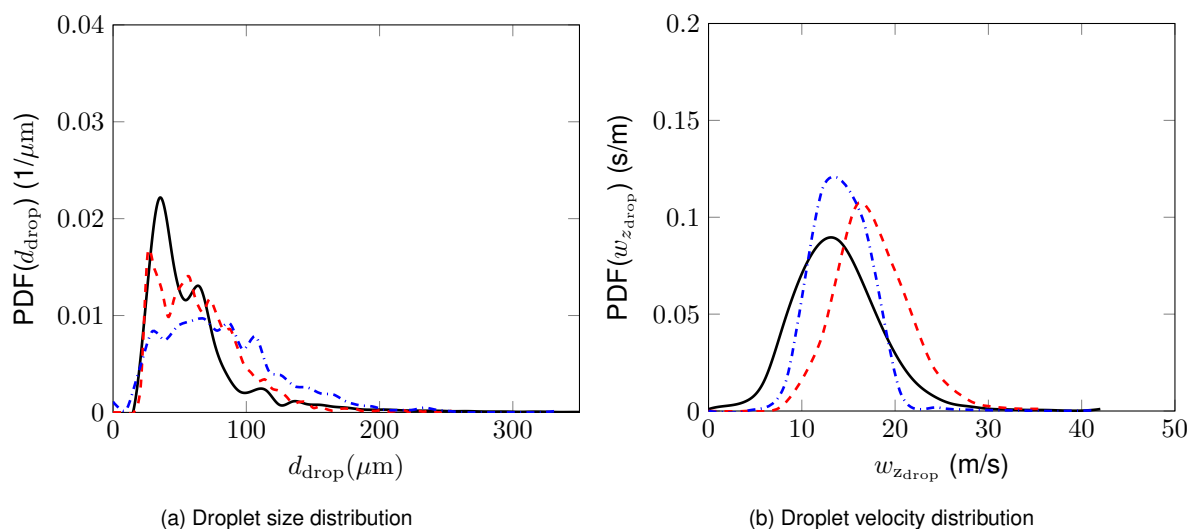 0.04
0.03
0.02
0.01
0
PDF(d_drop) (1/μm)
0 100 200 300
d_drop(μm)
(a) Droplet size distribution
0.2
0.15
0.1
0.05
0
PDF(w_z_drop) (s/m)
0 10 20 30 40 50
w_z_drop (m/s)
(b) Droplet velocity distribution